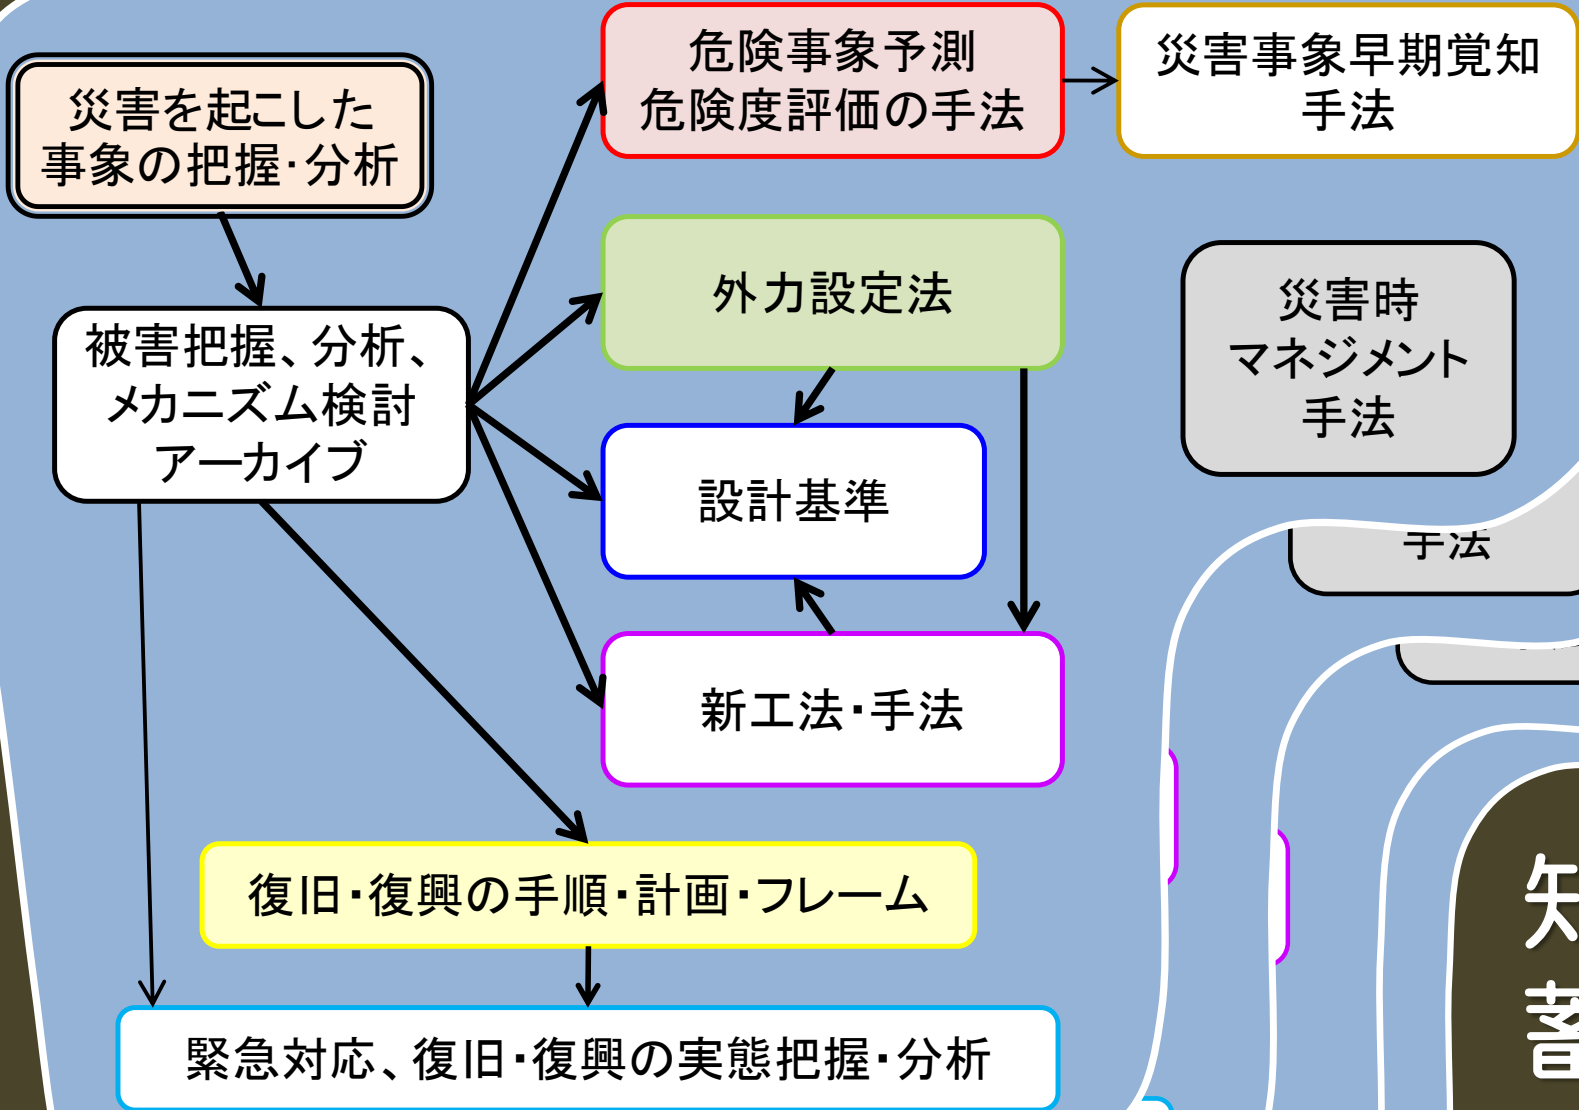 災害を起こした
事象の把握・分析
危険事象予測
危険度評価の手法
災害事象早期覚知
手法
被害把握、分析、
メカニズム検討
アーカイブ
外力設定法
災害時
マネジメント
手法
設計基準
手法
新工法・手法
復旧・復興の手順・計画・フレーム
緊急対応、復旧・復興の実態把握・分析
知
蓄